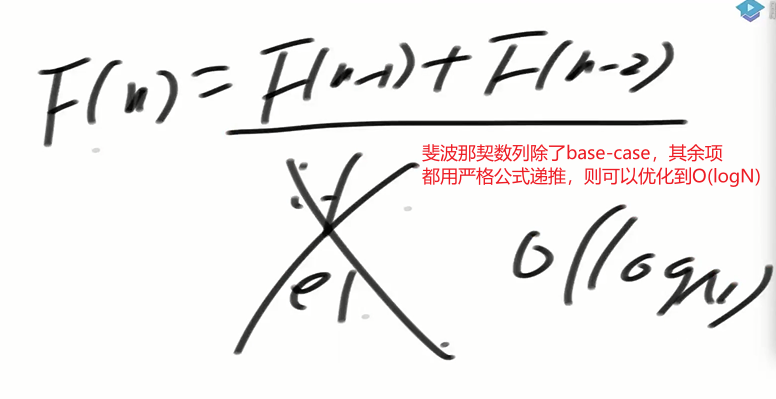 F(n) = F(n-1) + F(n-2)
斐波那契数列除了base-case，其余项
都用严格公式递推，则可以优化到O(logN)
if
el
O(logN)